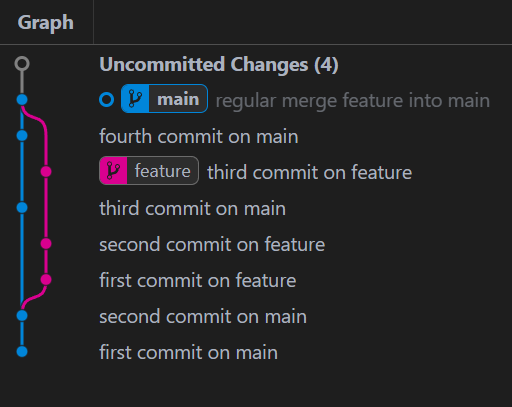 Graph
Uncommitted Changes (4)
main regular merge feature into main
fourth commit on main
feature third commit on feature
third commit on main
second commit on feature
first commit on feature
second commit on main
first commit on main